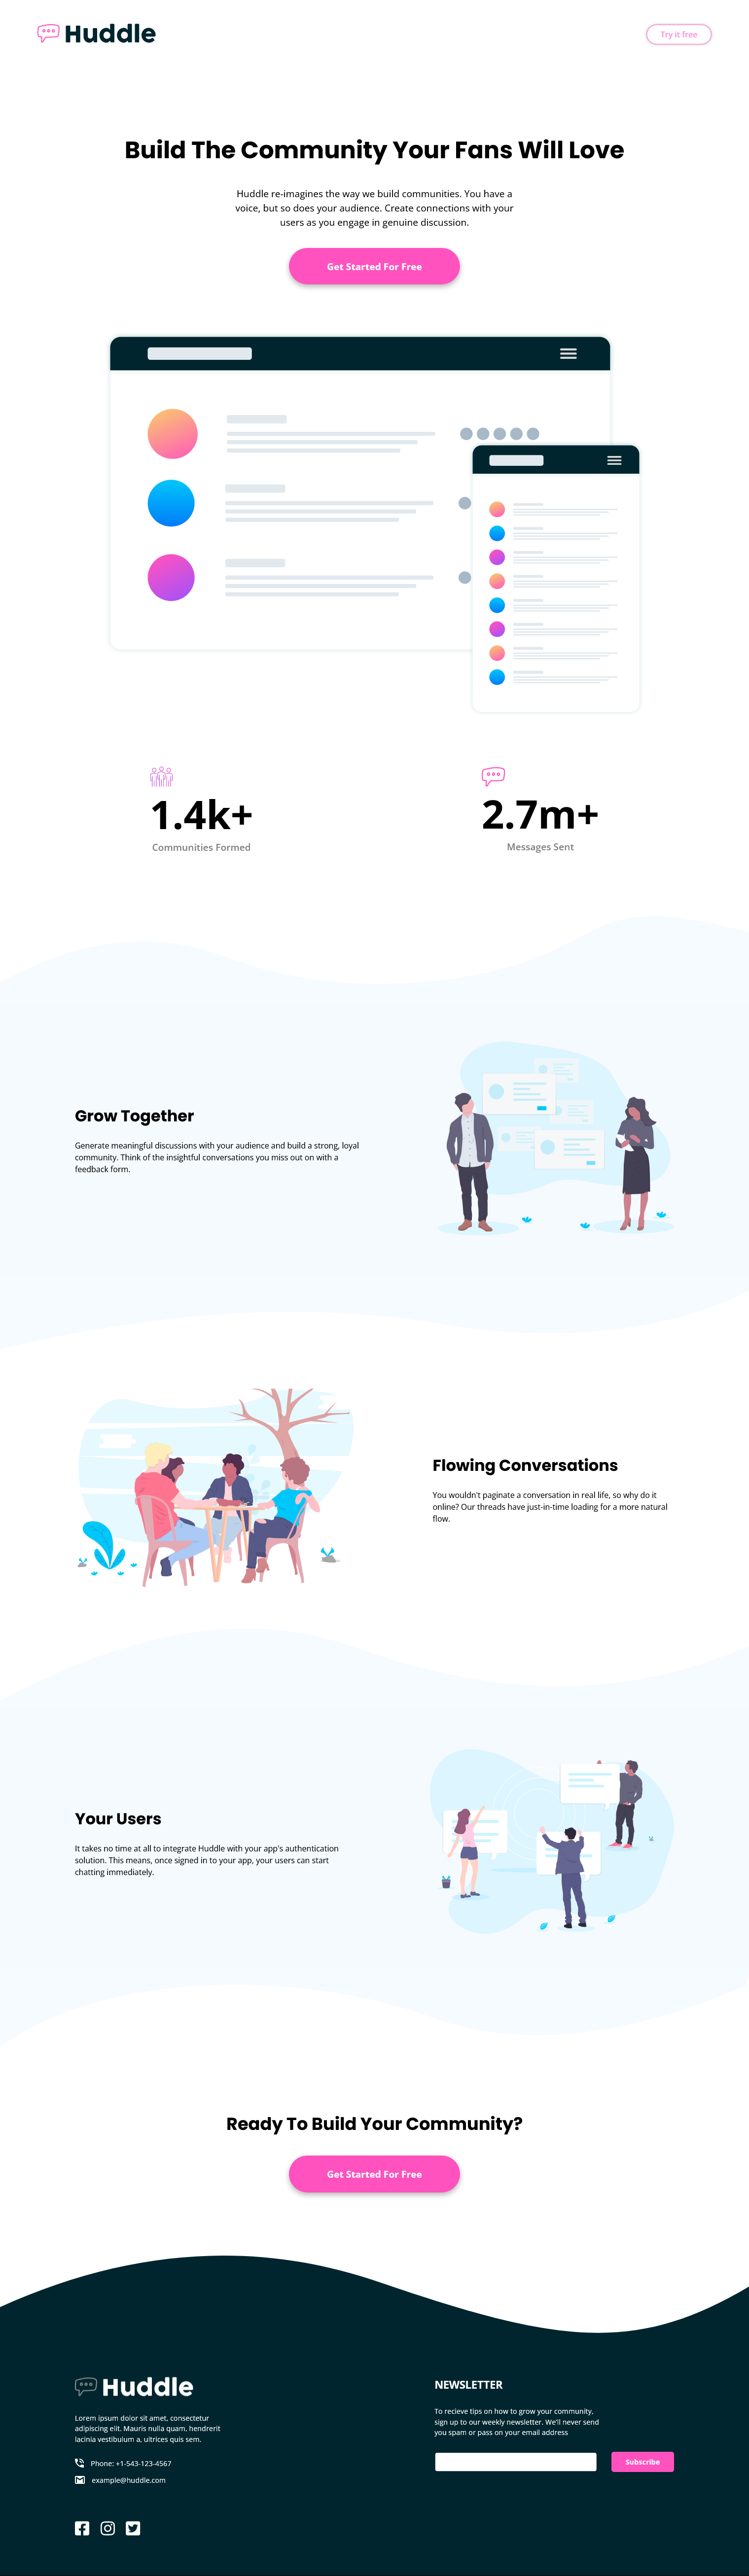 Huddle
Try it free
Build The Community Your Fans Will Love
Huddle re-imagines the way we build communities. You have a
voice, but so does your audience. Create connections with your
users as you engage in genuine discussion.
Get Started For Free
1.4k+
Communities Formed
2.7m+
Messages Sent
Grow Together
Generate meaningful discussions with your audience and build a strong, loyal
community. Think of the insightful conversations you miss out on with a
feedback form.
Flowing Conversations
You wouldn't paginate a conversation in real life, so why do it
online? Our threads have just-in-time loading for a more natural
flow.
Your Users
It takes no time at all to integrate Huddle with your app's authentication
solution. This means, once signed in to your app, your users can start
chatting immediately.
Ready To Build Your Community?
Get Started For Free
Huddle
Lorem ipsum dolor sit amet, consectetur
adipiscing elit. Mauris nulla quam, hendrerit
lacinia vestibulum a, ultrices quis sem.
Phone: +1-543-123-4567
example@huddle.com
NEWSLETTER
To recieve tips on how to grow your community,
sign up to our weekly newsletter. We'll never send
you spam or pass on your email address
Subscribe